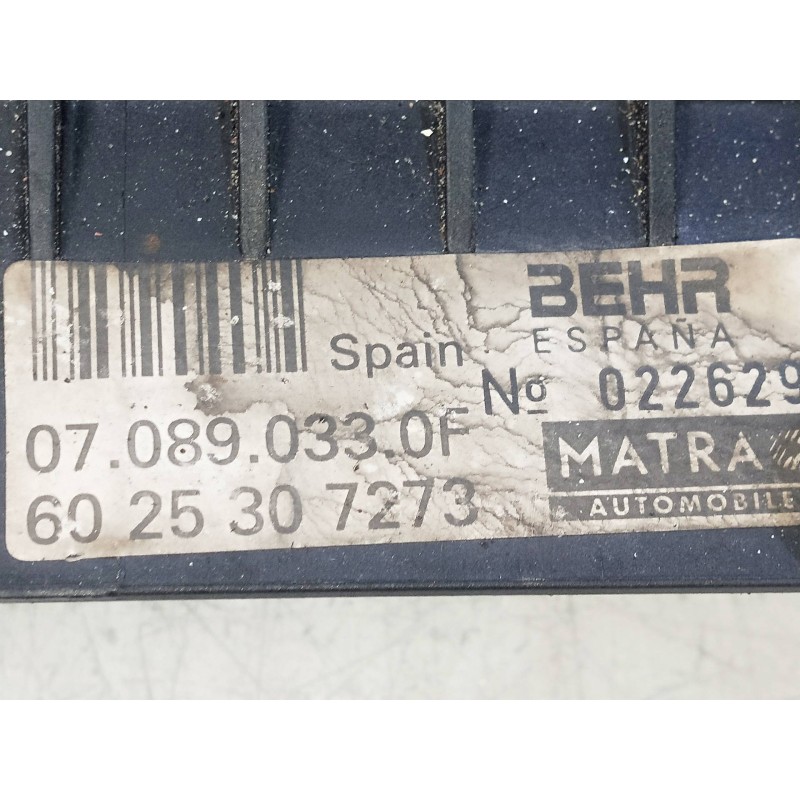 BEHR
Spain ESPAÑA
Nº 022629
07.089.033.0F
MATRA
AUTOMOBILE
60 25 30 7273